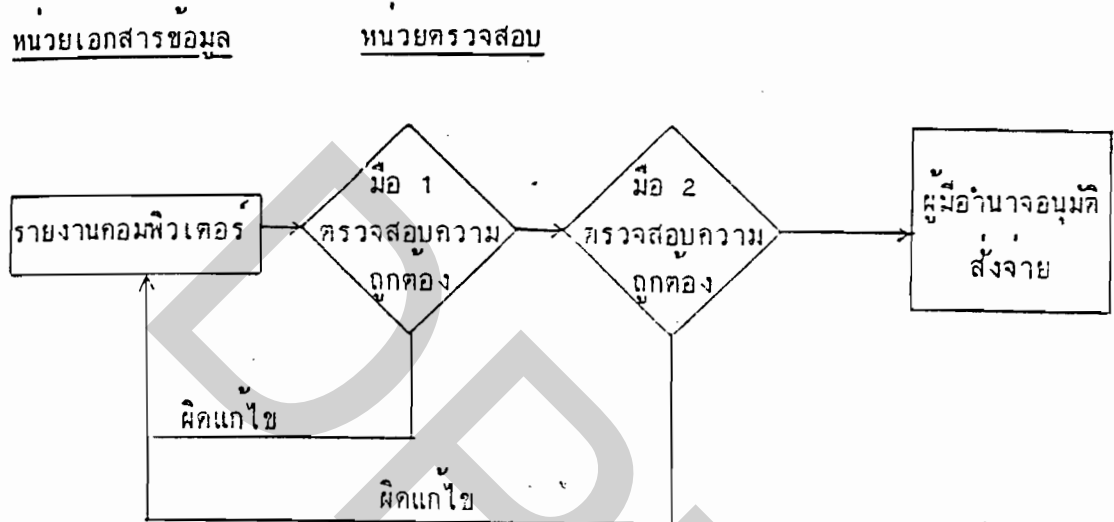 หน่วยเอกสารข้อมูล
หน่วยตรวจสอบ
รายงานคอมพิวเตอร์
มือ 1
ตรวจสอบความ
ถูกต้อง
มือ 2
ตรวจสอบความ
ถูกต้อง
ผู้มีอำนาจอนุมัติ
สั่งจ่าย
ผิดแก้ไข
ผิดแก้ไข